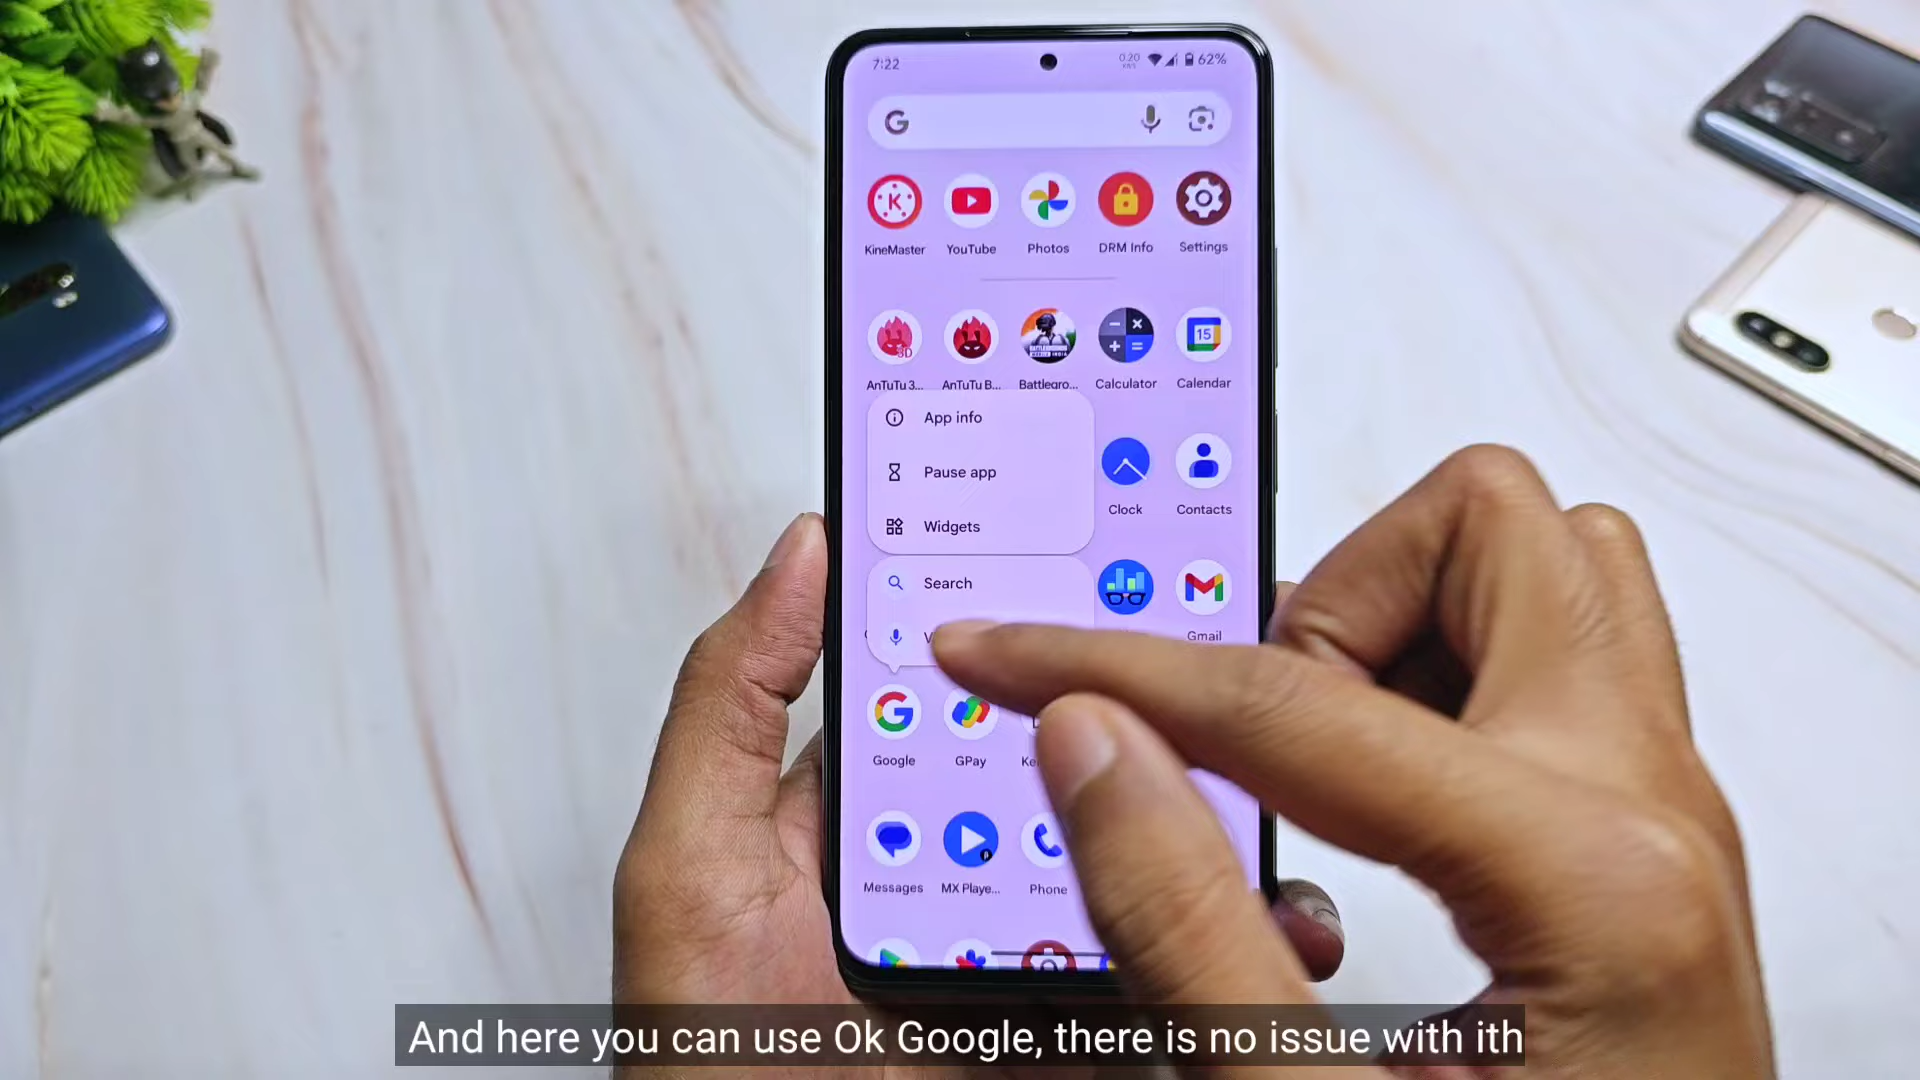 7:22
0.20
62%
KineMaster
YouTube
Photos
DRM Info
Settings
AnTuTu 3...
AnTuTu B...
Battlegro...
Calculator
15
Calendar
App info
Pause app
Widgets
Clock
Contacts
Search
Gmail
Google
GPay
Messages
MX Playe...
Phone
And here you can use Ok Google, there is no issue with ith